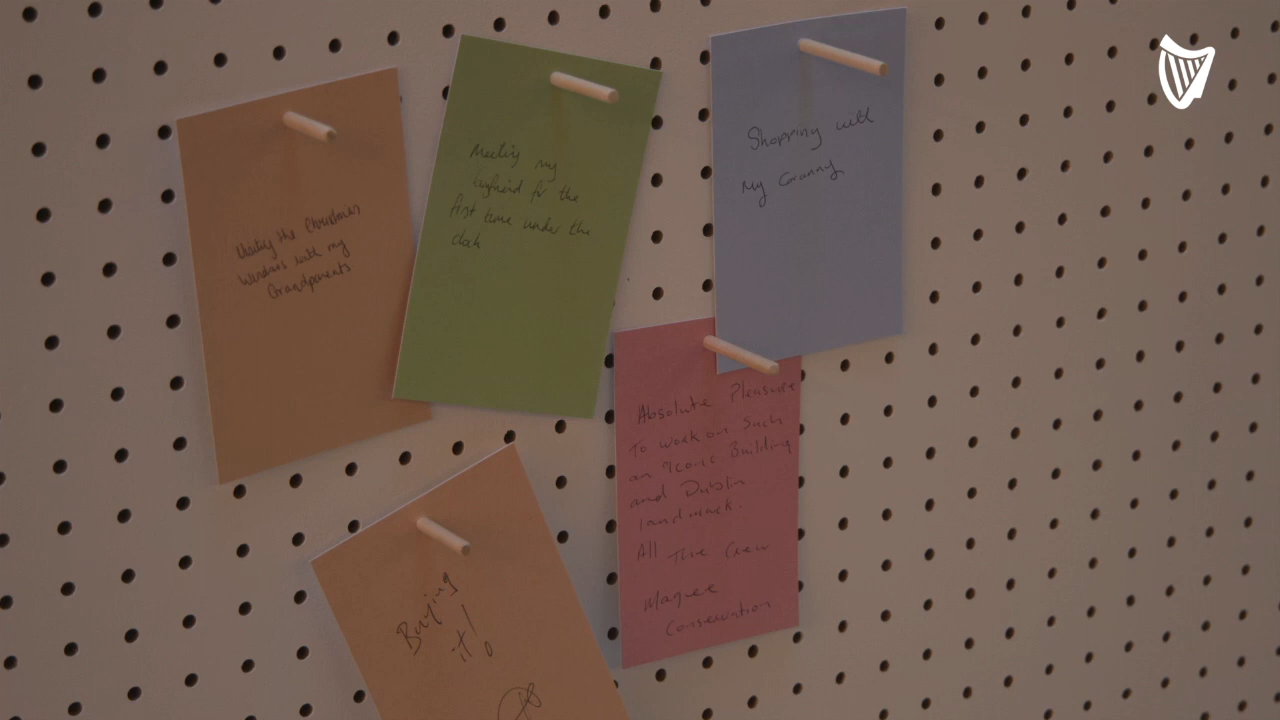 Visiting the Christmas
Windows with my
Grandparents
Meeting my
boyfriend for the
first time under the
clock
Shopping with
My Granny
Absolute Pleasure
To work on Such
an Iconic Building
and Dublin
landmark.
All The Crew
Magnee
Conservation
Buying
it!